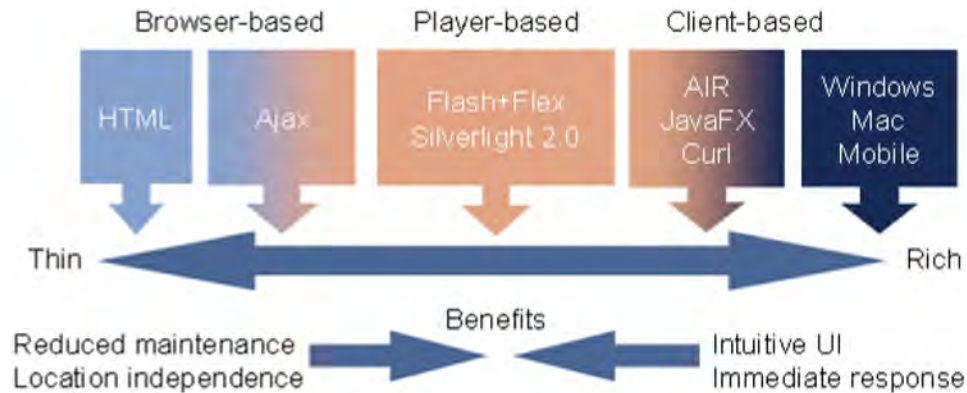 Browser-based
Player-based
Client-based
HTML
Ajax
Flash+Flex
Silverlight 2.0
AIR
JavaFX
Curl
Windows
Mac
Mobile
Thin
Rich
Benefits
Reduced maintenance
Location independence
Intuitive UI
Immediate response